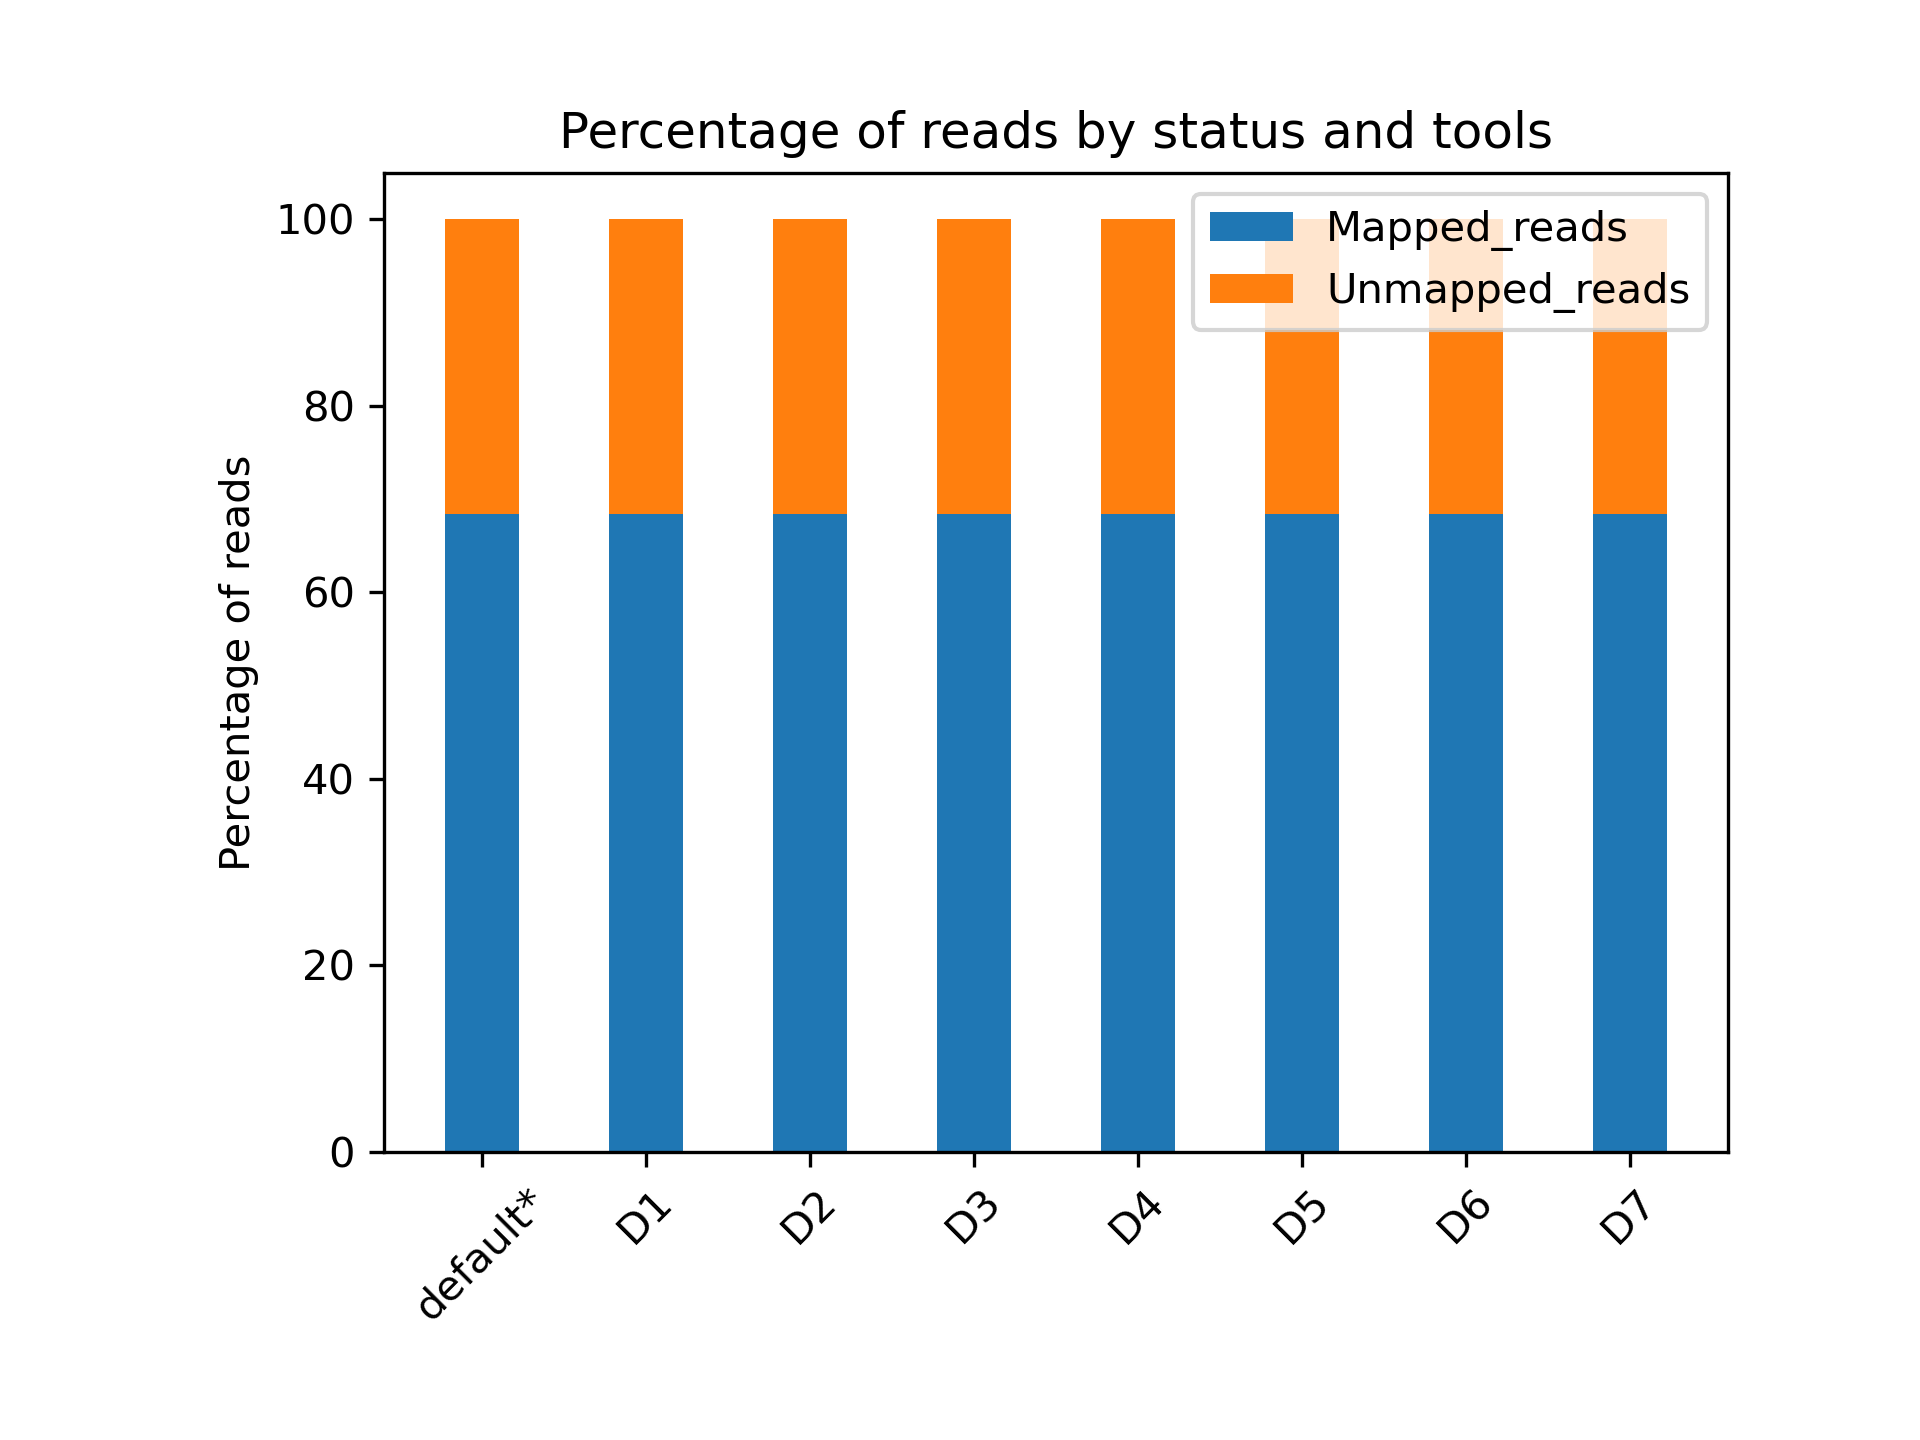 Percentage of reads by status and tools
Mapped_reads
Unmapped_reads
Percentage of reads
100
80
60
40
20
0
default*
D1
D2
D3
D4
D5
D6
D7